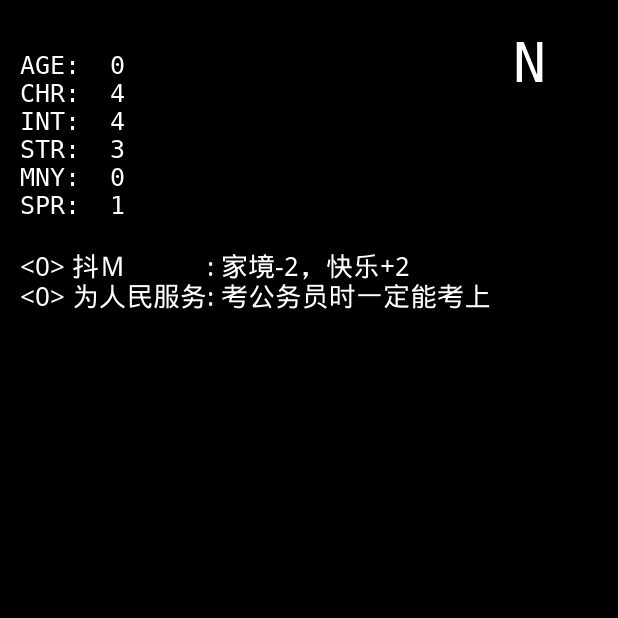 N
AGE: 0
CHR: 4
INT: 4
STR: 3
MNY: 0
SPR: 1
<0> 抖M : 家境-2，快乐+2
<0> 为人民服务: 考公务员时一定能考上